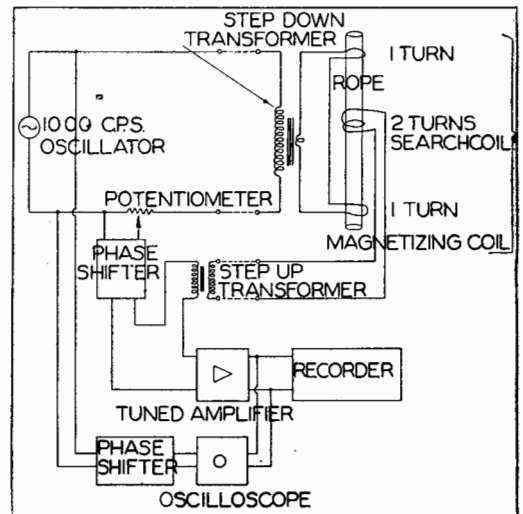 STEP DOWN
TRANSFORMER
1 TURN
ROPE
1000 C.P.S.
OSCILLATOR
2 TURNS
SEARCHCOIL
POTENTIOMETER
1 TURN
MAGNETIZING COIL
PHASE
SHIFTER
STEP UP
TRANSFORMER
RECORDER
TUNED AMPLIFIER
PHASE
SHIFTER
OSCILLOSCOPE